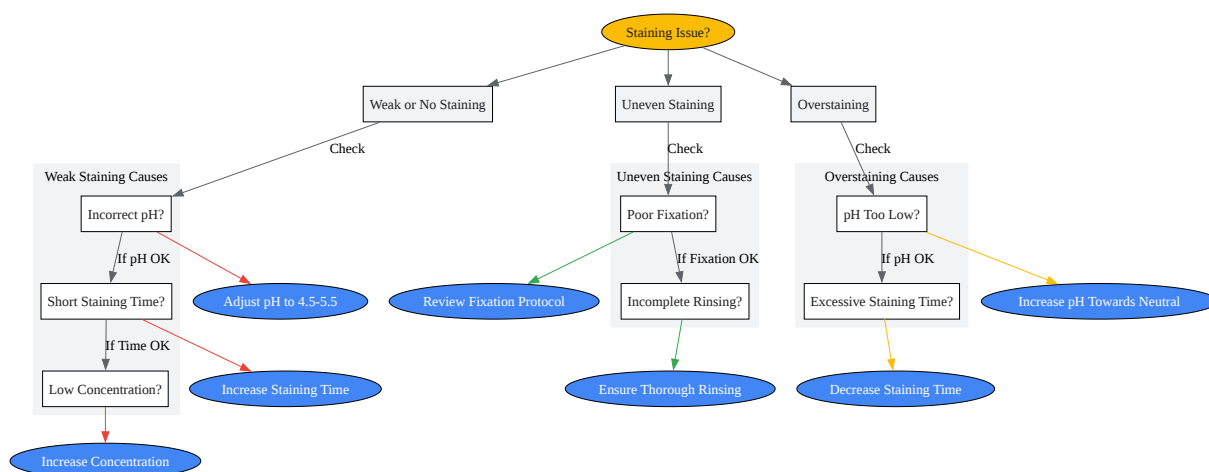 Staining Issue?
Weak or No Staining
Uneven Staining
Overstaining
Check
Check
Check
Weak Staining Causes
Uneven Staining Causes
Overstaining Causes
Incorrect pH?
Poor Fixation?
pH Too Low?
If pH OK
If Fixation OK
If pH OK
Short Staining Time?
Adjust pH to 4.5-5.5
Review Fixation Protocol
Incomplete Rinsing?
Excessive Staining Time?
Increase pH Towards Neutral
If Time OK
Low Concentration?
Increase Staining Time
Ensure Thorough Rinsing
Decrease Staining Time
Increase Concentration